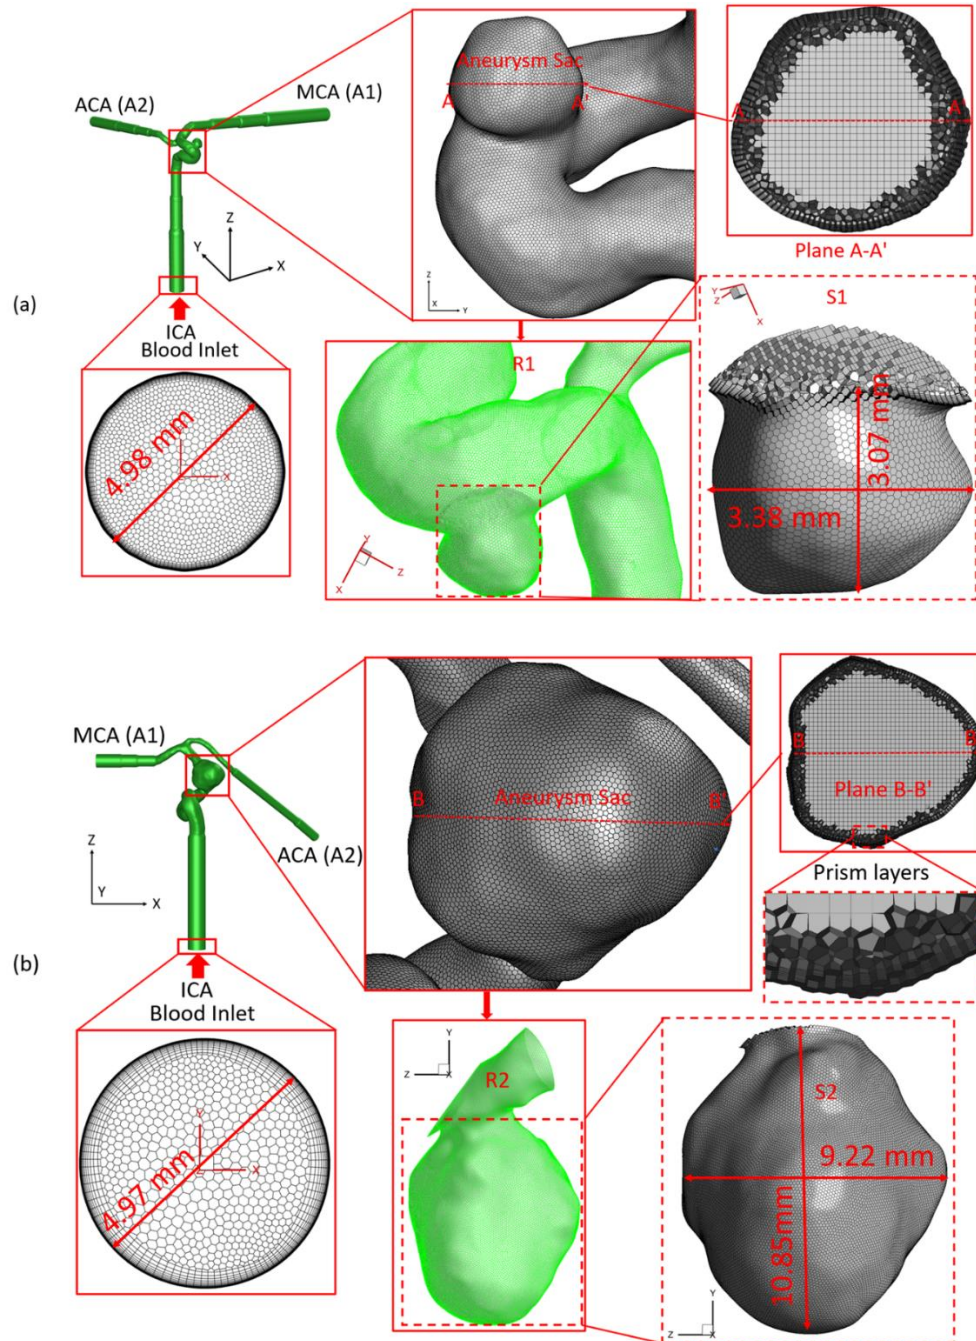 (a)
ACA (A2)
MCA (A1)
Z
Y
X
ICA
Blood Inlet
4.98 mm
X
Aneurysm Sac
A
A'
Z
X
Y
A
A'
Plane A-A'
R1
Y
Z
X
S1
Y
Z
X
3.07 mm
3.38 mm
(b)
MCA (A1)
ACA (A2)
Z
Y
X
ICA
Blood Inlet
4.97 mm
Y
X
B
Aneurysm Sac
B'
B
B'
Plane B-B'
Prism layers
R2
Y
Z
X
S2
9.22 mm
10.85mm
Y
Z